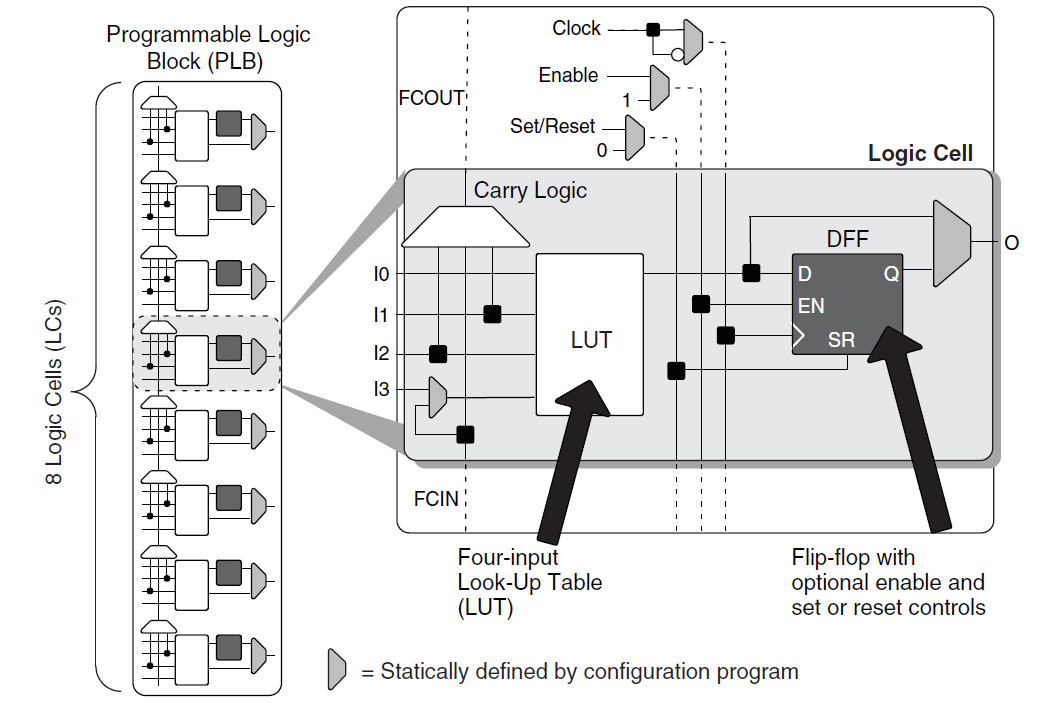 Programmable Logic
Block (PLB)
8 Logic Cells (LCs)
Clock
Enable
1
FCOUT
Set/Reset
0
Logic Cell
Carry Logic
I0
I1
I2
I3
LUT
DFF
D
Q
EN
SR
O
FCIN
Four-input
Look-Up Table
(LUT)
Flip-flop with
optional enable and
set or reset controls
= Statically defined by configuration program